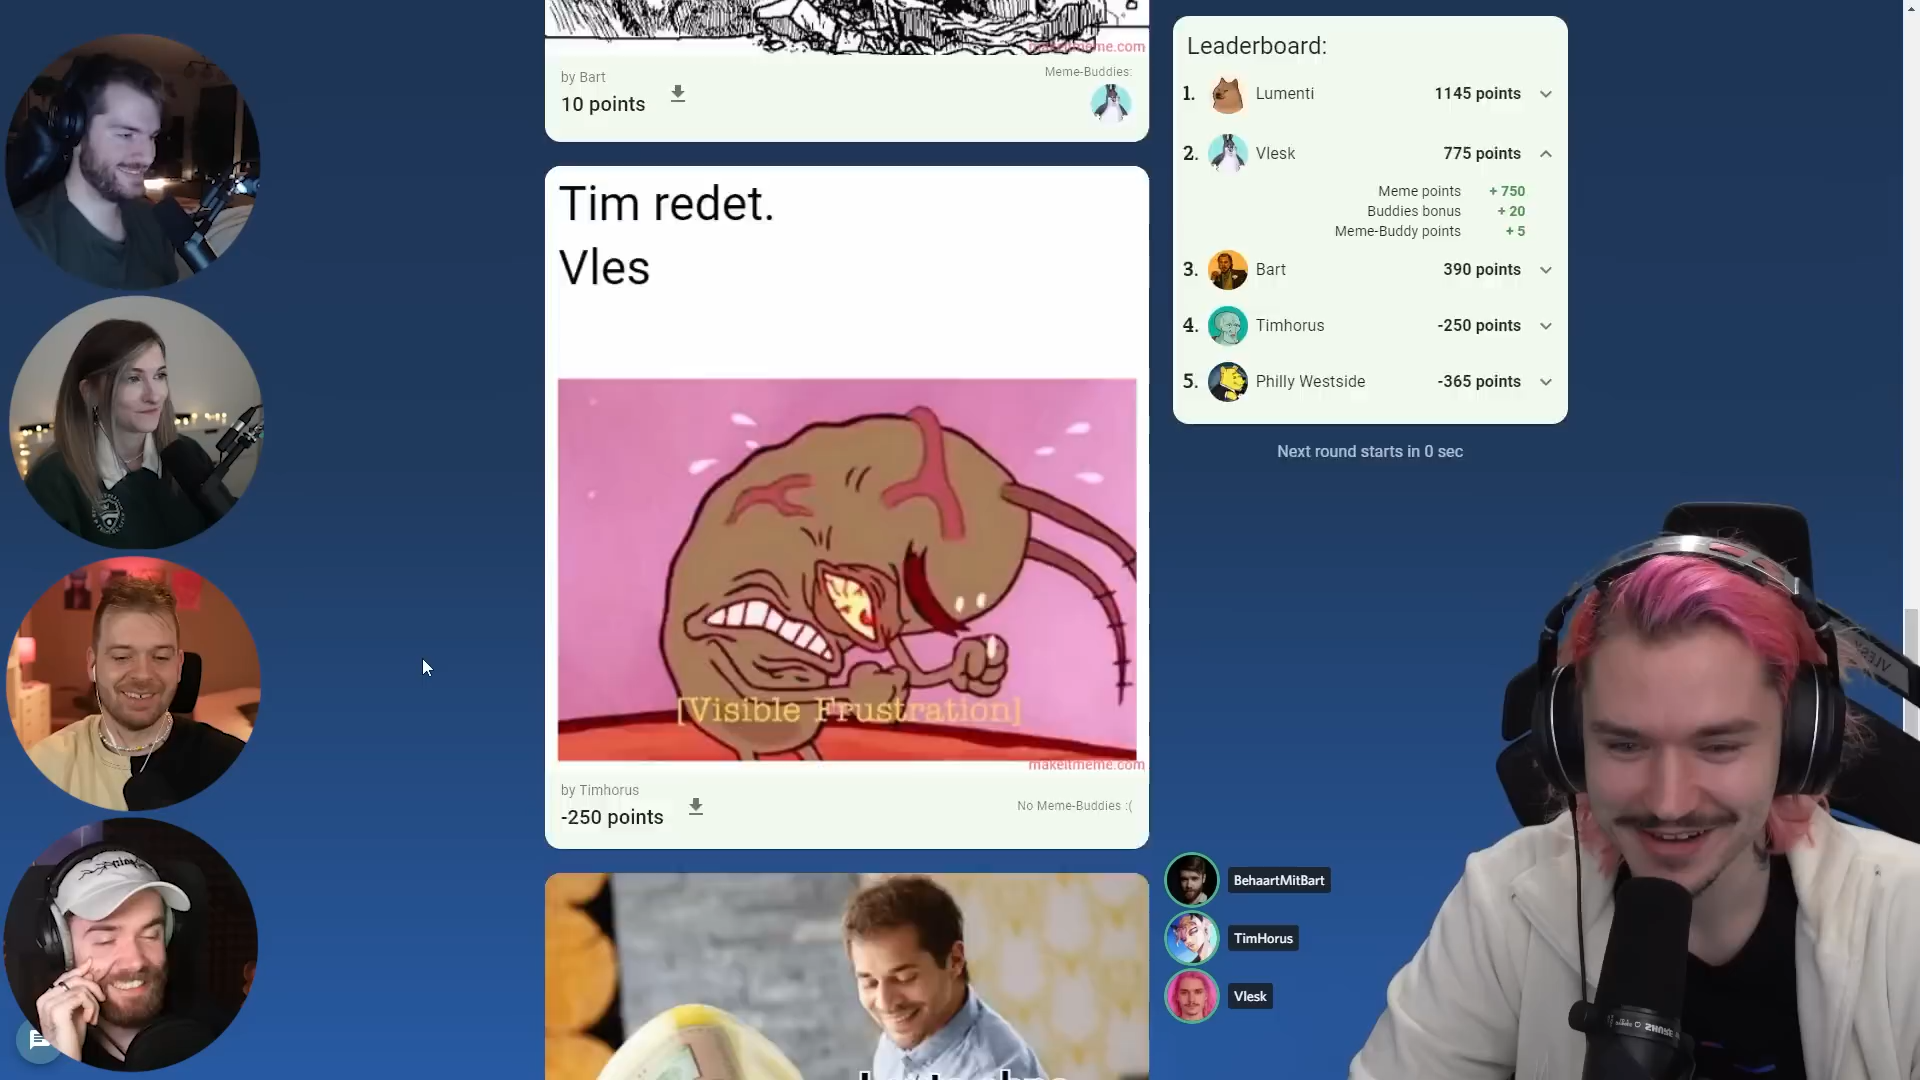 makeitmeme.com
by Bart
10 points
Meme-Buddies:
Tim redet.
Vles
[Visible Frustration]
makeitmeme.com
by Timhorus
-250 points
No Meme-Buddies :(
Leaderboard:
1. Lumenti 1145 points
2. Vlesk 775 points
Meme points + 750
Buddies bonus + 20
Meme-Buddy points + 5
3. Bart 390 points
4. Timhorus -250 points
5. Philly Westside -365 points
Next round starts in 0 sec
BehaartMitBart
TimHorus
Vlesk
VLESK